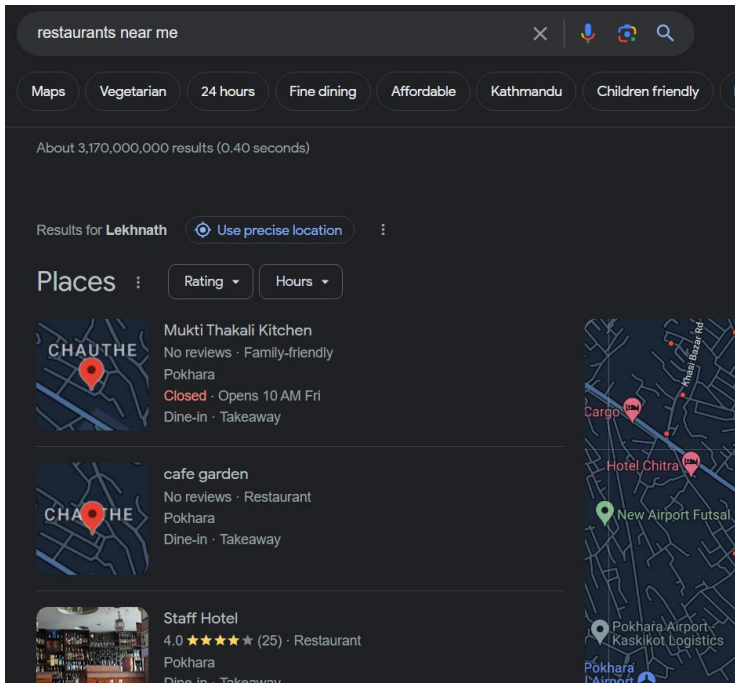 restaurants near me
Maps
Vegetarian
24 hours
Fine dining
Affordable
Kathmandu
Children friendly
About 3,170,000,000 results (0.40 seconds)
Results for Lekhnath
Use precise location
Places
Rating
Hours
CHAUTHE
Mukti Thakali Kitchen
No reviews · Family-friendly
Pokhara
Closed · Opens 10 AM Fri
Dine-in · Takeaway
cafe garden
No reviews · Restaurant
Pokhara
Dine-in · Takeaway
Staff Hotel
4.0 ★★★★★ (25) · Restaurant
Pokhara
Dine-in · Takeaway
Khasi Bazar Rd
Cargo
Hotel Chitra
New Airport Futsal
Pokhara Airport -
Kaskikot Logistics
Pokhara
Airport